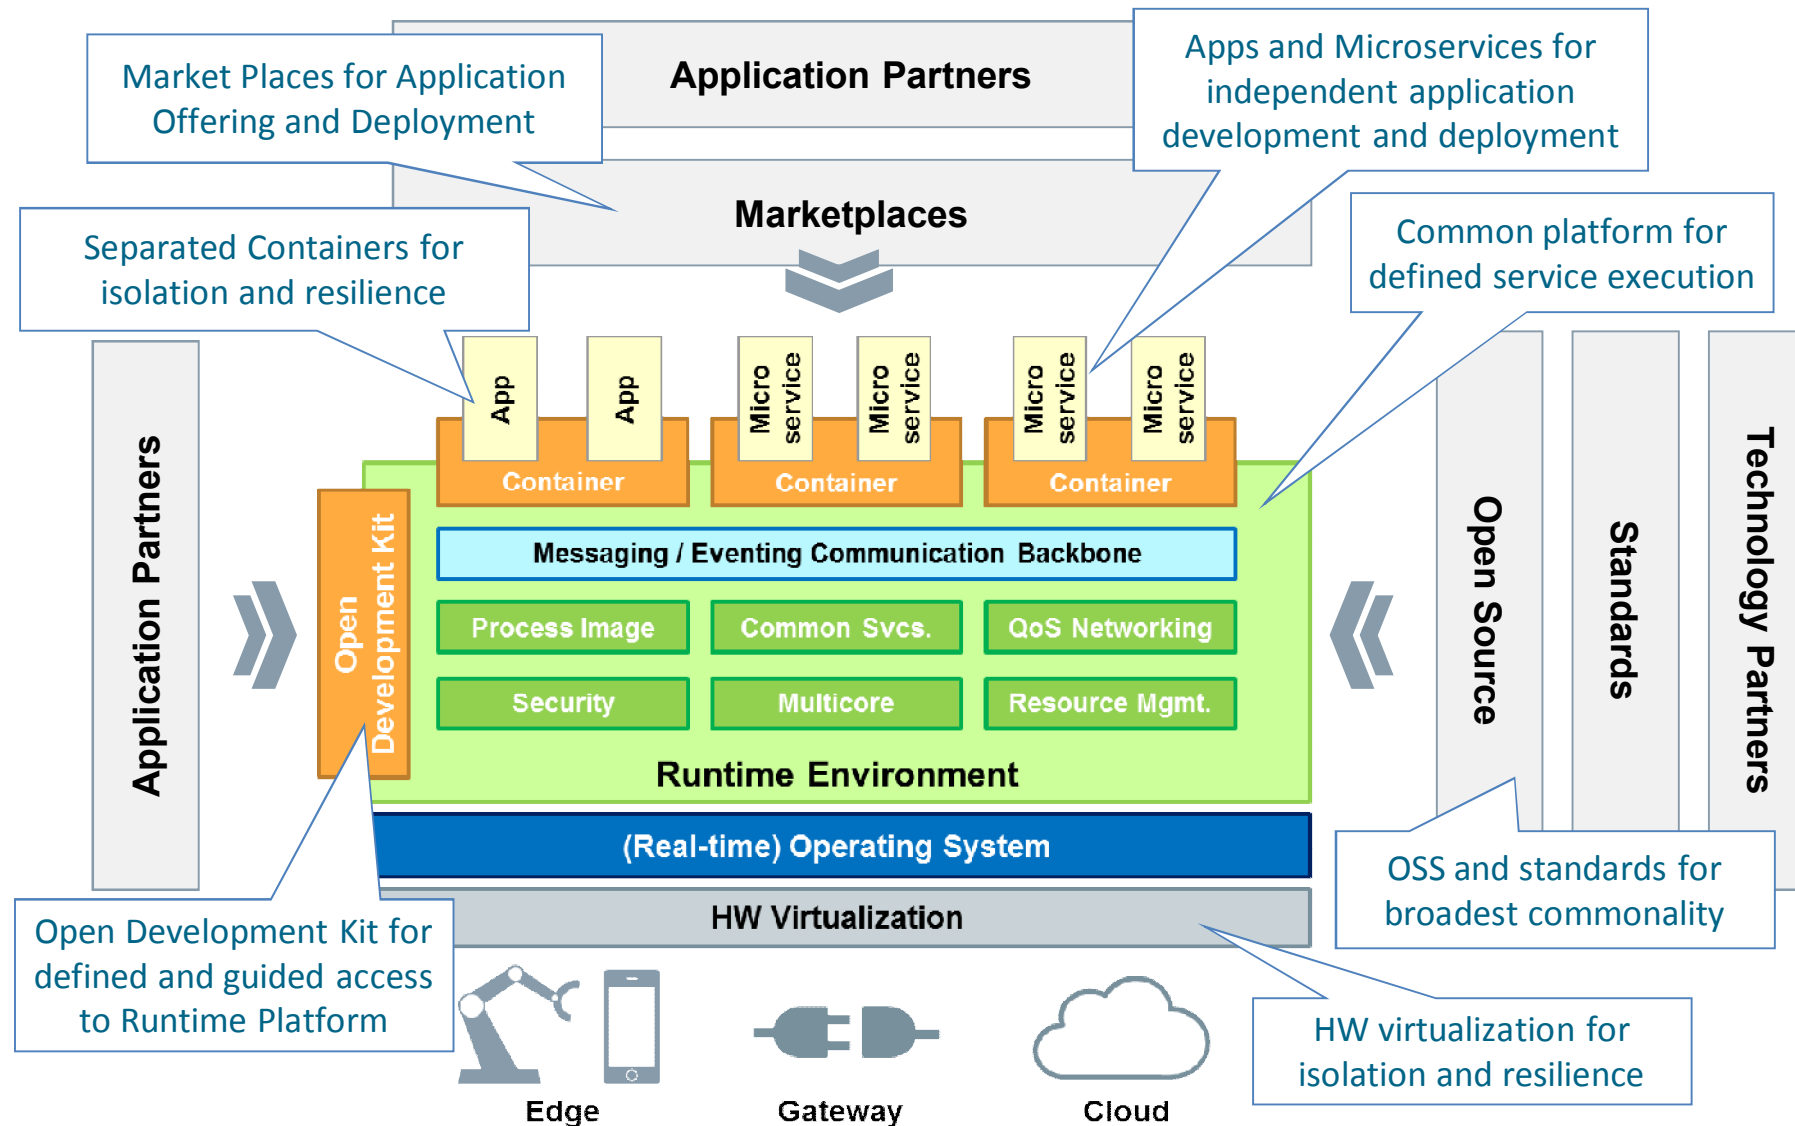 Market Places for Application
Offering and Deployment
Application Partners
Apps and Microservices for
independent application
development and deployment
Marketplaces
Separated Containers for
isolation and resilience
Common platform for
defined service execution
App
App
Micro
service
Micro
service
Micro
service
Micro
service
Container
Container
Container
Application Partners
Open
Development Kit
Messaging / Eventing Communication Backbone
Process Image
Common Svcs.
QoS Networking
Security
Multicore
Resource Mgmt.
Runtime Environment
Open Source
Standards
Technology Partners
(Real-time) Operating System
HW Virtualization
OSS and standards for
broadest commonality
Open Development Kit for
defined and guided access
to Runtime Platform
HW virtualization for
isolation and resilience
Edge
Gateway
Cloud